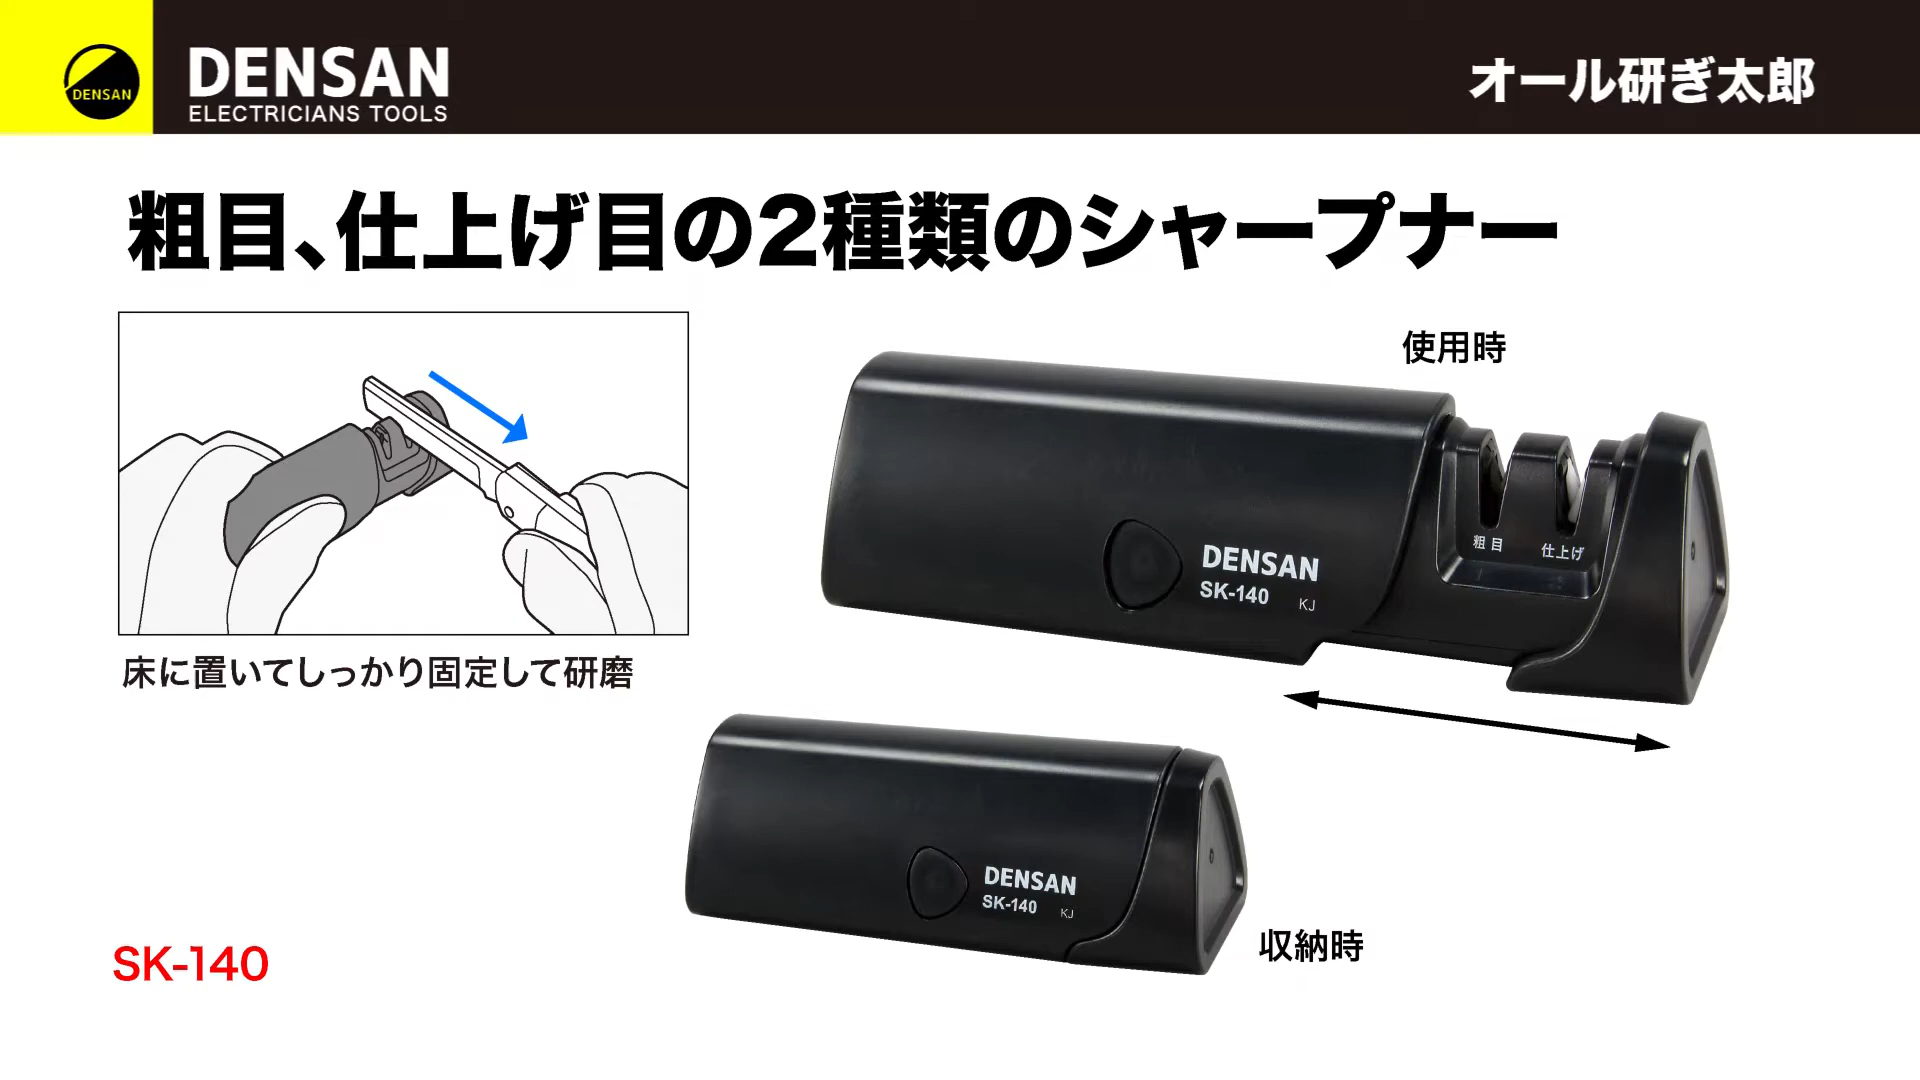 DENSAN
DENSAN
ELECTRICIANS TOOLS
オール研ぎ太郎
粗目、仕上げ目の2種類のシャープナー
使用時
粗目 仕上げ
DENSAN
SK-140 KJ
床に置いてしっかり固定して研磨
DENSAN
SK-140 KJ
収納時
SK-140